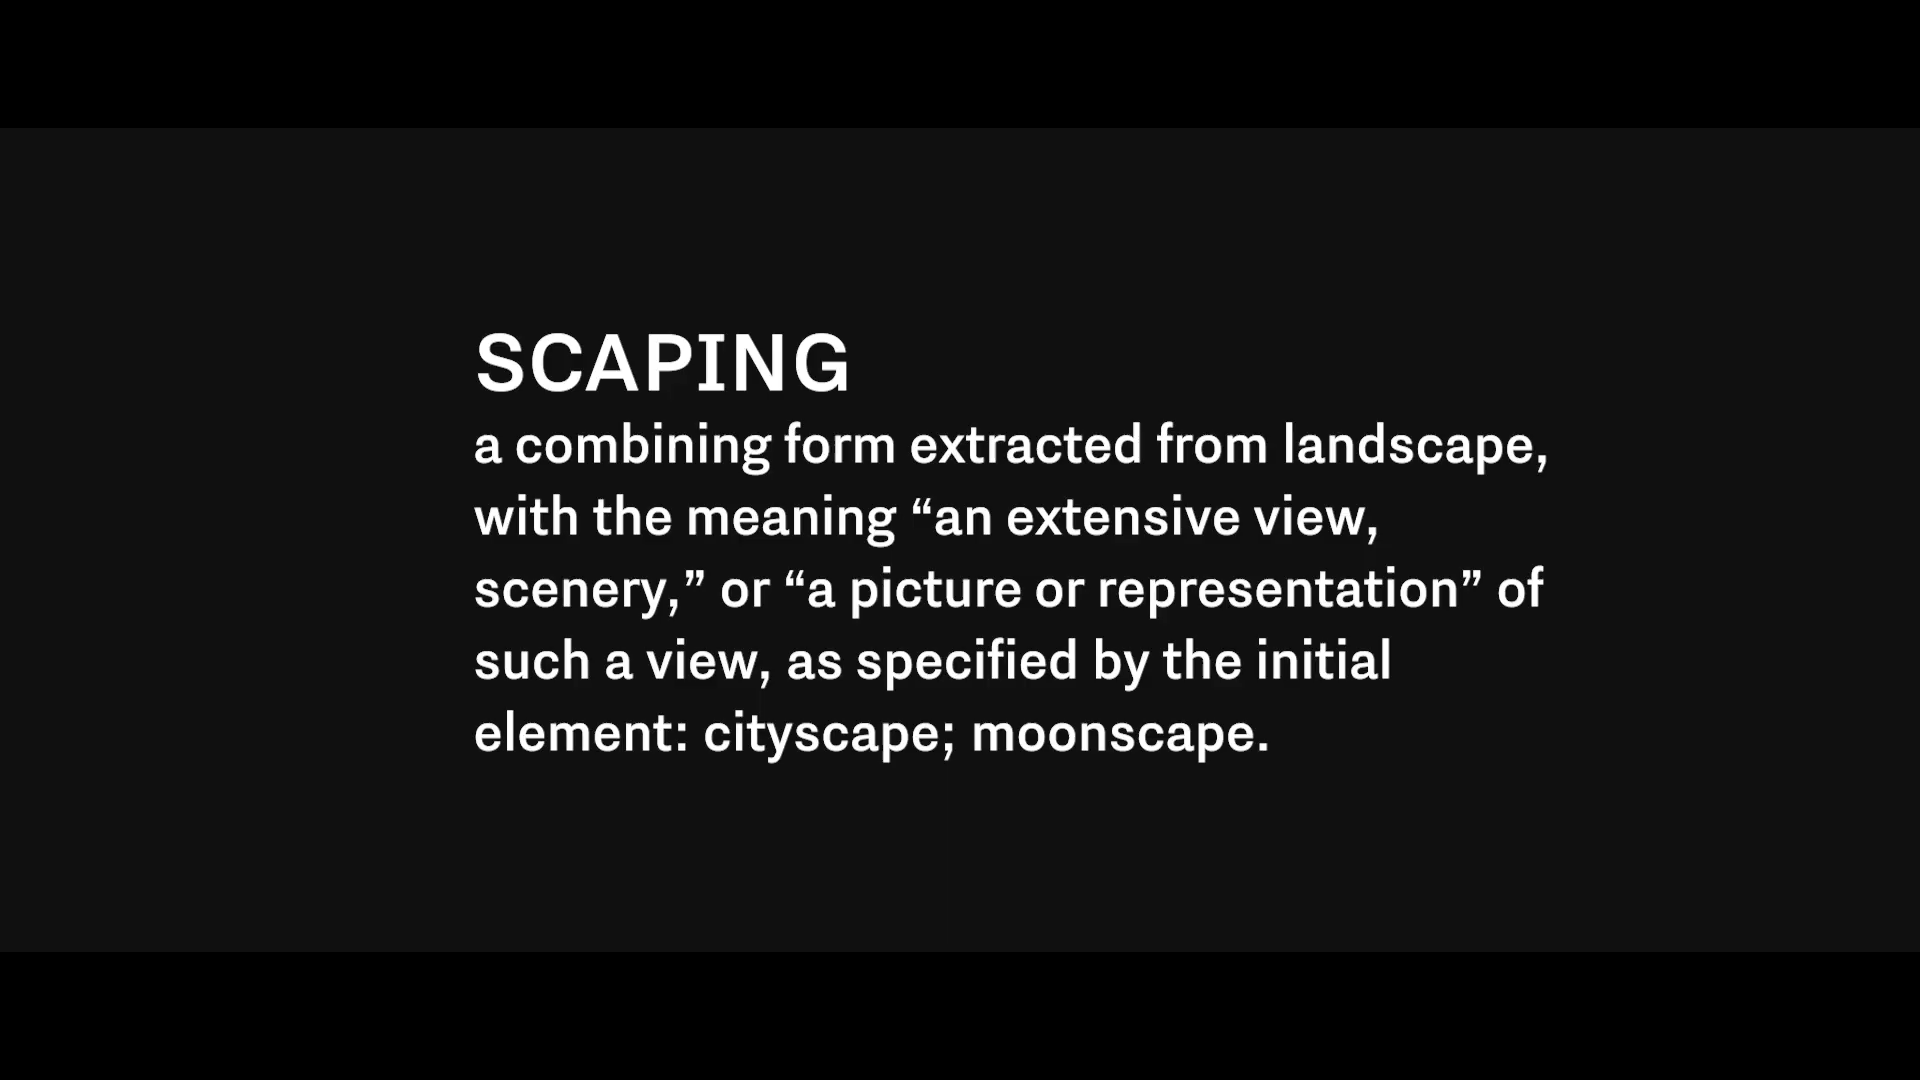 SCAPING
a combining form extracted from landscape,
with the meaning “an extensive view,
scenery,” or “a picture or representation” of
such a view, as specified by the initial
element: cityscape; moonscape.